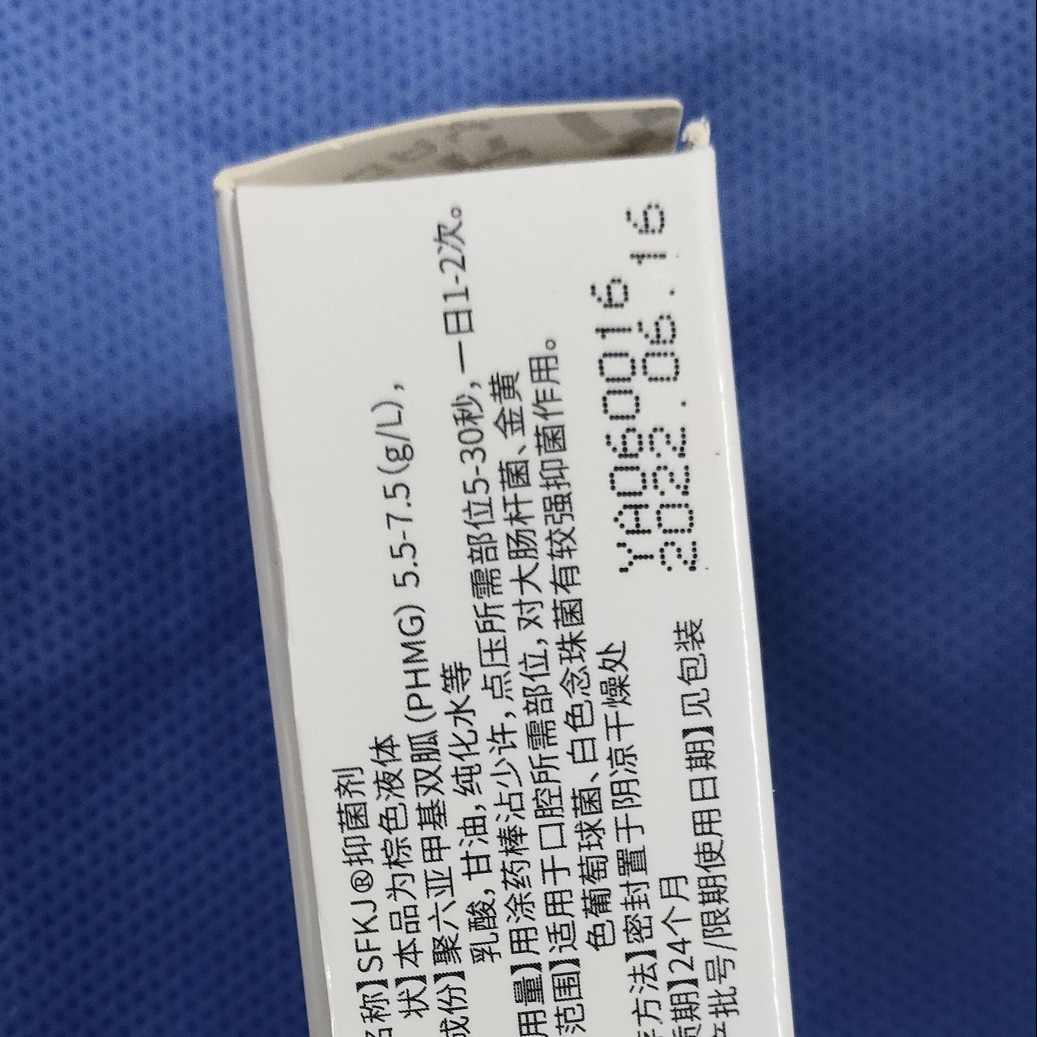 名称】SFKJ®抑菌剂
状】本品为棕色液体
成份】聚六亚甲基双胍(PHMG) 5.5-7.5(g/L),
乳酸,甘油,纯化水等
用量】用涂药棒沾少许,点压所需部位5-30秒,一日1-2次。
范围】适用于口腔所需部位,对大肠杆菌、金黄
色葡萄球菌、白色念珠菌有较强抑菌作用。
方法】密封置于阴凉干燥处
质期】24个月
产批号/限期使用日期】见包装
YA060016
2022.06.16